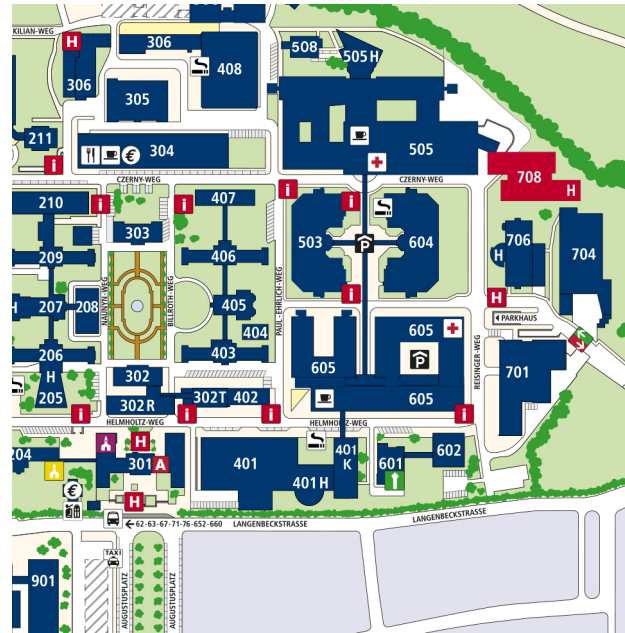 KILIAN-WEG
H
306
306
408
508
505 H
305
211
i
304
€
505
CZERNY-WEG
CZERNY-WEG
708
H
210
i
i
407
i
i
303
503
P
604
706
704
H
209
406
H
207
208
NAUNYN-WEG
BILLROTH-WEG
405
404
PAUL-EHRLICH-WEG
i
H
PARKHAUS
206
403
605
605
P
REISINGER-WEG
701
H
205
302
302 R
302T
402
605
i
i
i
i
HELMHOLTZ-WEG
HELMHOLTZ-WEG
204
H
301
A
401
401 H
401
K
601
602
€
H
62-63-67-71-76-652-660
LANGENBECKSTRASSE
LANGENBECKSTRASSE
TAXI
901
AUGUSTUSPLATZ
AUGUSTUSPLATZ